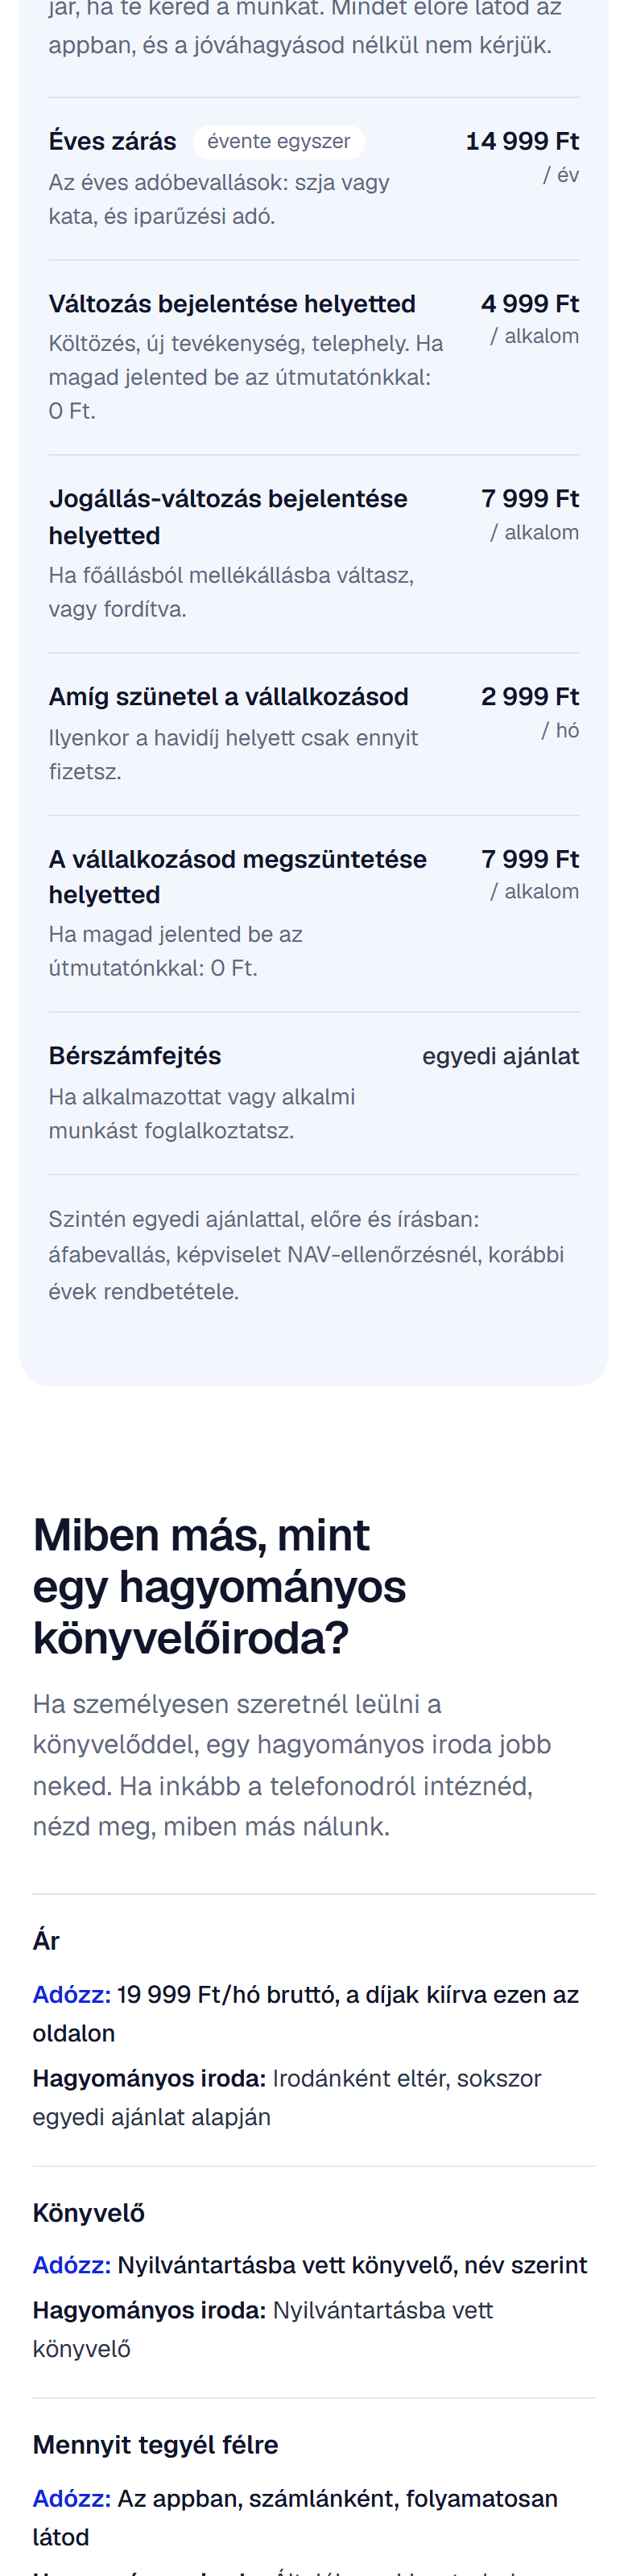 jár, ha te kéred a munkát. Mindet előre látod az
appban, és a jóváhagyásod nélkül nem kérjük.
Éves zárás évente egyszer 14 999 Ft
/ év
Az éves adóbevallások: szja vagy
kata, és iparűzési adó.
Változás bejelentése helyetted 4 999 Ft
/ alkalom
Költözés, új tevékenység, telephely. Ha
magad jelented be az útmutatónkkal:
0 Ft.
Jogállás-változás bejelentése 7 999 Ft
helyetted / alkalom
Ha főállásból mellékállásba váltasz,
vagy fordítva.
Amíg szünetel a vállalkozásod 2 999 Ft
/ hó
Ilyenkor a havidíj helyett csak ennyit
fizetsz.
A vállalkozásod megszüntetése 7 999 Ft
helyetted / alkalom
Ha magad jelented be az
útmutatónkkal: 0 Ft.
Bérszámfejtés egyedi ajánlat
Ha alkalmazottat vagy alkalmi
munkást foglalkoztatsz.
Szintén egyedi ajánlattal, előre és írásban:
áfabevallás, képviselet NAV-ellenőrzésnél, korábbi
évek rendbetétele.
Miben más, mint
egy hagyományos
könyvelőiroda?
Ha személyesen szeretnél leülni a
könyvelőddel, egy hagyományos iroda jobb
neked. Ha inkább a telefonodról intéznéd,
nézd meg, miben más nálunk.
Ár
Adózz: 19 999 Ft/hó bruttó, a díjak kiírva ezen az
oldalon
Hagyományos iroda: Irodánként eltér, sokszor
egyedi ajánlat alapján
Könyvelő
Adózz: Nyilvántartásba vett könyvelő, név szerint
Hagyományos iroda: Nyilvántartásba vett
könyvelő
Mennyit tegyél félre
Adózz: Az appban, számlánként, folyamatosan
látod